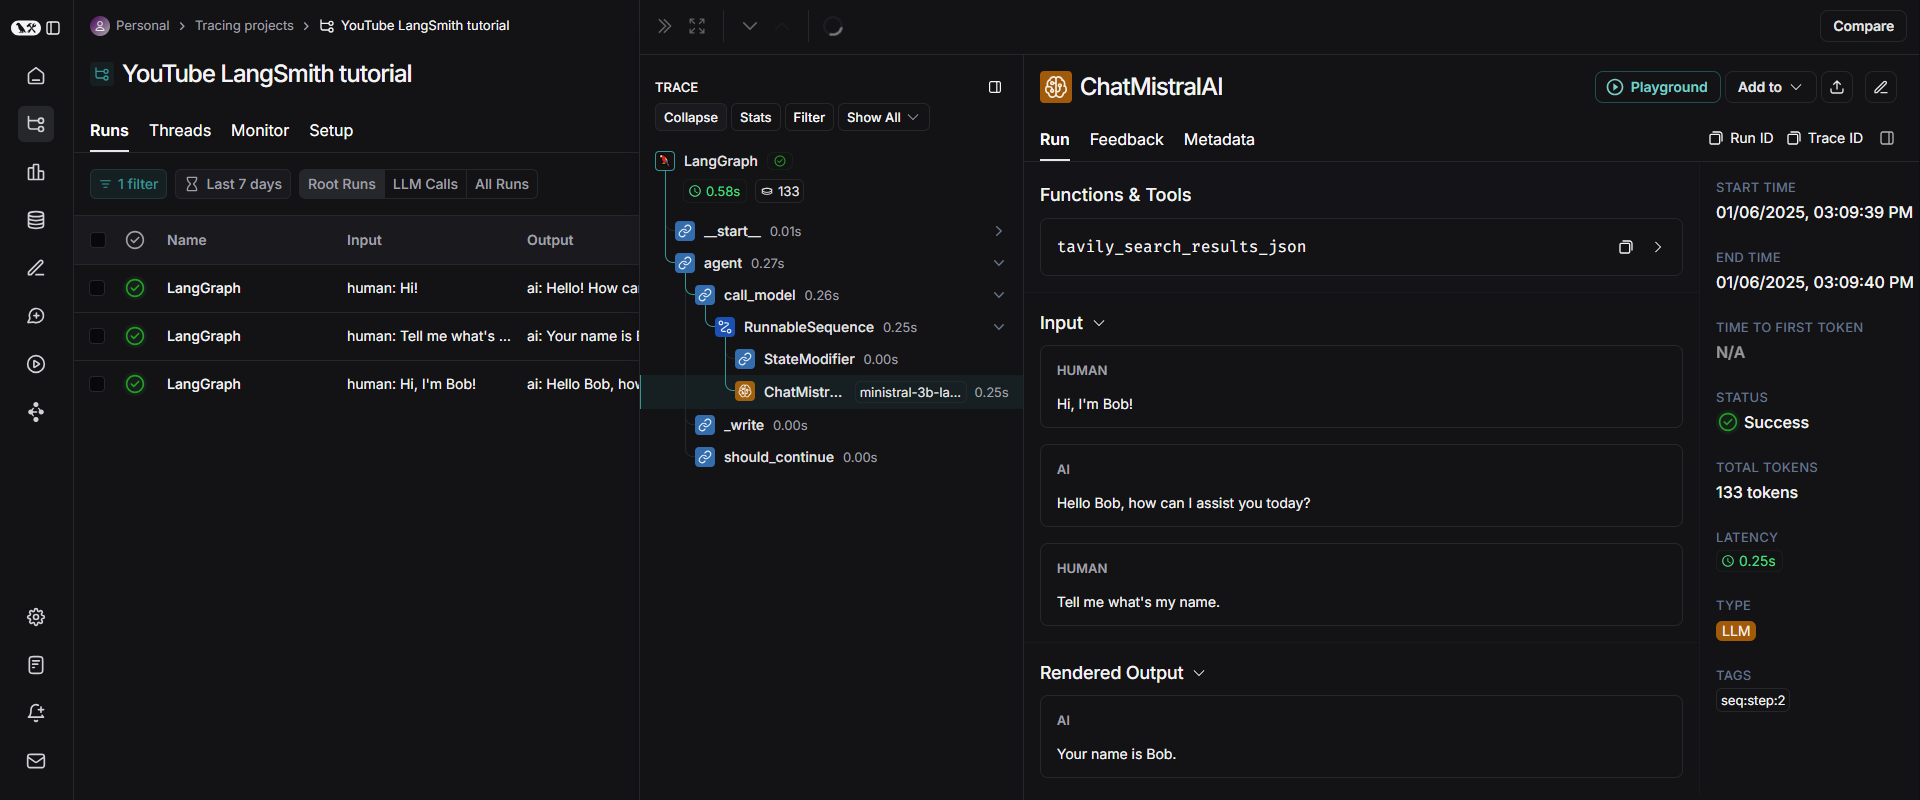 Personal > Tracing projects > YouTube LangSmith tutorial
YouTube LangSmith tutorial
Runs Threads Monitor Setup
1 filter Last 7 days Root Runs LLM Calls All Runs
Name Input Output
LangGraph human: Hi! ai: Hello! How ca
LangGraph human: Tell me what's ... ai: Your name is
LangGraph human: Hi, I'm Bob! ai: Hello Bob, ho
TRACE
Collapse Stats Filter Show All
LangGraph
0.58s 133
__start__ 0.01s
agent 0.27s
call_model 0.26s
RunnableSequence 0.25s
StateModifier 0.00s
ChatMistr... ministral-3b-la... 0.25s
_write 0.00s
should_continue 0.00s
Compare
ChatMistralAI
Playground Add to
Run Feedback Metadata
Run ID Trace ID
Functions & Tools
tavily_search_results_json
Input
HUMAN
Hi, I'm Bob!
AI
Hello Bob, how can I assist you today?
HUMAN
Tell me what's my name.
Rendered Output
AI
Your name is Bob.
START TIME
01/06/2025, 03:09:39 PM
END TIME
01/06/2025, 03:09:40 PM
TIME TO FIRST TOKEN
N/A
STATUS
Success
TOTAL TOKENS
133 tokens
LATENCY
0.25s
TYPE
LLM
TAGS
seq:step:2